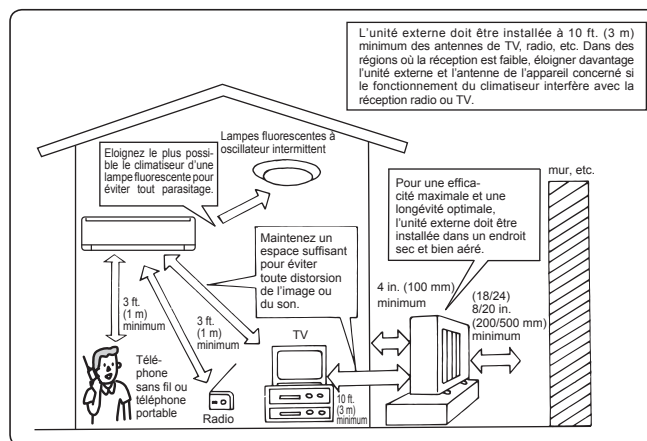 L'unité externe doit être installée à 10 ft. (3 m)
minimum des antennes de TV, radio, etc. Dans des
régions où la réception est faible, éloigner davantage
l'unité externe et l'antenne de l'appareil concerné si
le fonctionnement du climatiseur interfère avec la
réception radio ou TV.
Lampes fluorescentes à
oscillateur intermittent
Eloignez le plus possi-
ble le climatiseur d'une
lampe fluorescente pour
éviter tout parasitage.
mur, etc.
Pour une effica-
cité maximale et une
longévité optimale,
l'unité externe doit être
installée dans un endroit
sec et bien aéré.
Maintenez un
espace suffisant
pour éviter
toute distorsion
de l'image ou
du son.
4 in. (100 mm)
minimum
(18/24)
8/20 in.
(200/500 mm)
minimum
3 ft.
(1 m)
minimum
3 ft.
(1 m)
minimum
TV
Télé-
phone
sans fil ou
téléphone
portable
Radio
10 ft.
(3 m)
minimum